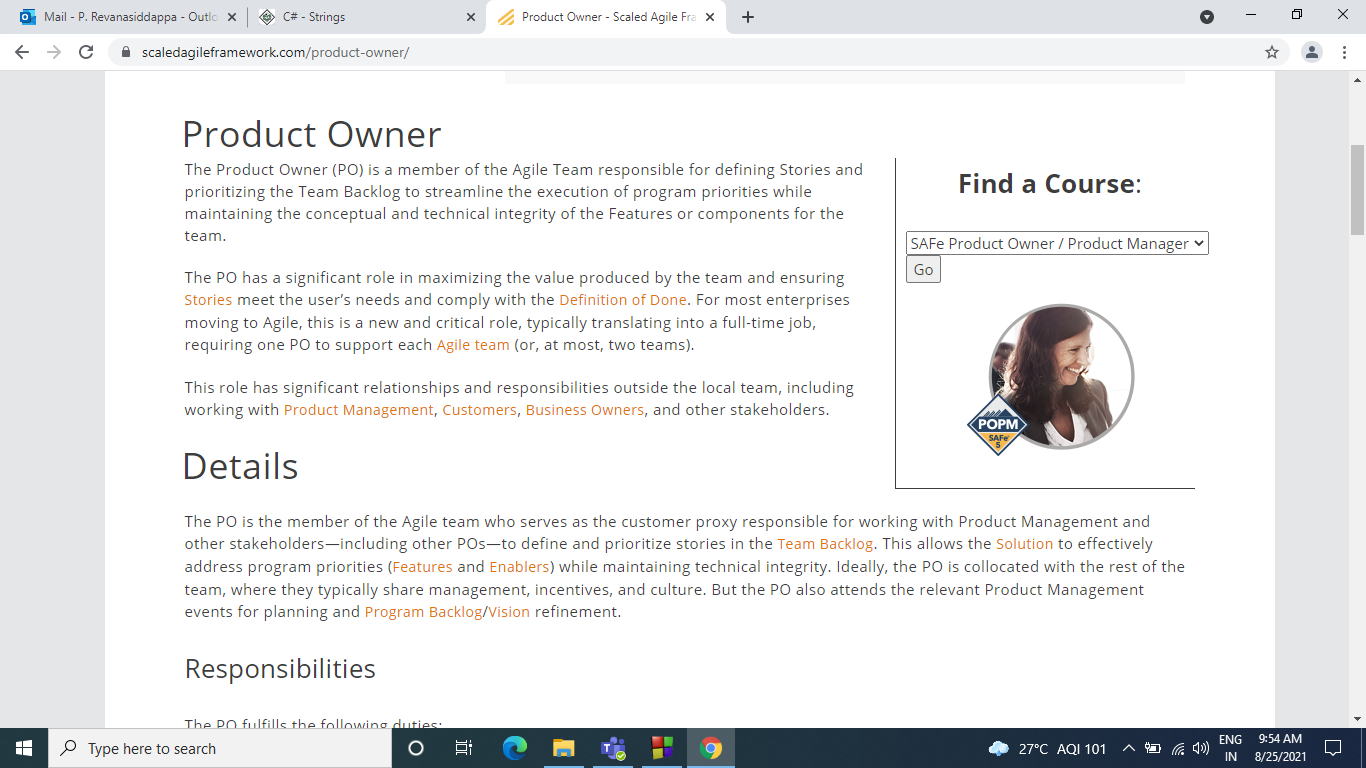 Mail - P. Revanasiddappa - Outlo
C# - Strings
Product Owner - Scaled Agile Fra
scaledagileframework.com/product-owner/
Product Owner
The Product Owner (PO) is a member of the Agile Team responsible for defining Stories and
prioritizing the Team Backlog to streamline the execution of program priorities while
maintaining the conceptual and technical integrity of the Features or components for the
team.
The PO has a significant role in maximizing the value produced by the team and ensuring
Stories meet the user’s needs and comply with the Definition of Done. For most enterprises
moving to Agile, this is a new and critical role, typically translating into a full-time job,
requiring one PO to support each Agile team (or, at most, two teams).
This role has significant relationships and responsibilities outside the local team, including
working with Product Management, Customers, Business Owners, and other stakeholders.
Find a Course:
SAFe Product Owner / Product Manager
Go
POPM
SAFe
5
Details
The PO is the member of the Agile team who serves as the customer proxy responsible for working with Product Management and
other stakeholders—including other POs—to define and prioritize stories in the Team Backlog. This allows the Solution to effectively
address program priorities (Features and Enablers) while maintaining technical integrity. Ideally, the PO is collocated with the rest of the
team, where they typically share management, incentives, and culture. But the PO also attends the relevant Product Management
events for planning and Program Backlog/Vision refinement.
Responsibilities
The PO fulfills the following duties:
Type here to search
27°C AQI 101
ENG
IN
9:54 AM
8/25/2021